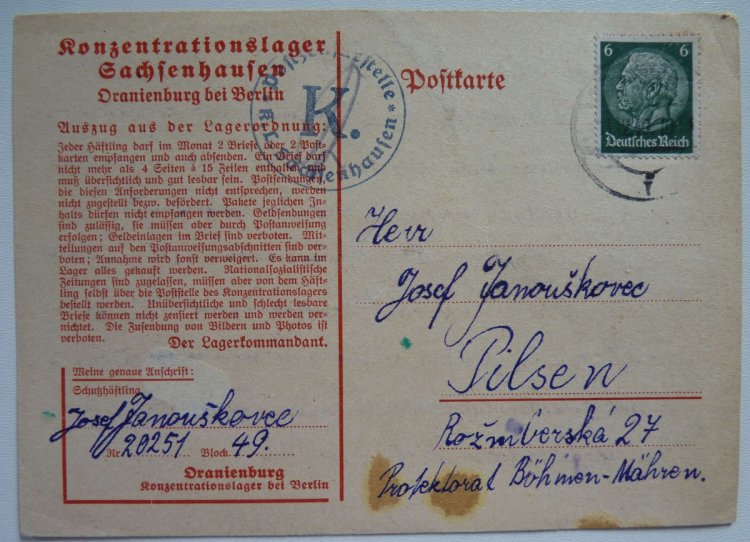 Konzentrationslager
Sachsenhausen
Oranienburg bei Berlin
Auszug aus der Lagerordnung:
Jeder Häftling darf im Monat 2 Briefe oder 2 Post-
karten empfangen und auch absenden. Ein Brief darf
nicht mehr als 4 Seiten à 15 Zeilen enthalten und
muß übersichtlich und gut lesbar sein. Postsendungen,
die diesen Anforderungen nicht entsprechen, werden
nicht zugestellt bezw. befördert. Pakete jeglichen In-
halts dürfen nicht empfangen werden. Geldsendungen
sind zulässig, sie müssen aber durch Postanweisung
erfolgen; Geldeinlagen im Brief sind verboten. Mit-
teilungen auf den Postanweisungsabschnitten sind ver-
boten; Annahme wird sonst verweigert. Es kann im
Lager alles gekauft werden. Nationalsozialistische
Zeitungen sind zugelassen, müssen aber von dem Häft-
ling selbst über die Poststelle des Konzentrationslagers
bestellt werden. Unübersichtliche und schlecht lesbare
Briefe können nicht zensiert werden und werden ver-
nichtet. Die Zusendung von Bildern und Photos ist
verboten.
Der Lagerkommandant.
Meine genaue Anschrift:
Schutzhäftling
Josef Janouškovec
Nr. 20251 Block: 49.
Oranienburg
Konzentrationslager bei Berlin
Postzensurstelle
K.
KL. Sachsenhausen
Postkarte
6 6
Deutsches Reich
Herr
Josef Janouškovec
Pilsen
Rožmberská 27
Protektorat Böhmen-Mähren.